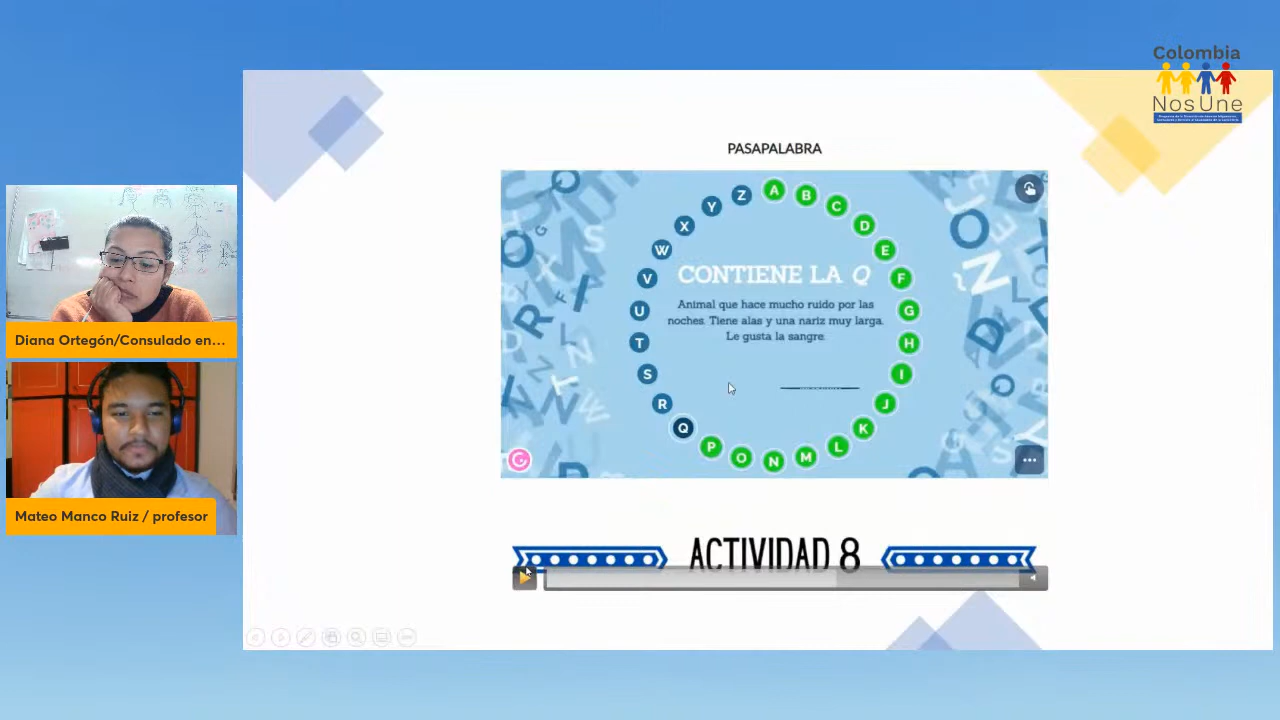 Colombia
NosUne
PASAPALABRA
A
B
C
D
E
F
G
H
I
J
K
L
M
N
O
P
Q
R
S
T
U
V
W
X
Y
Z
CONTIENE LA Q
Animal que hace mucho ruido por las
noches. Tiene alas y una nariz muy larga.
Le gusta la sangre.
ACTIVIDAD 8
Diana Ortegón/Consulado en...
Mateo Manco Ruiz / profesor